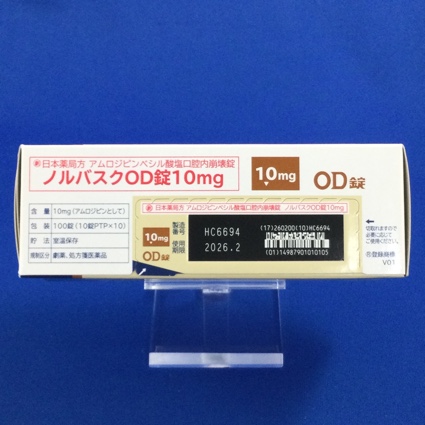 日本薬局方 アムロジピンベシル酸塩口腔内崩壊錠
ノルバスクOD錠10mg
10mg
OD錠
含 量 10mg(アムロジピンとして)
包 装 100錠(10錠PTP×10)
貯 法 室温保存
規制区分 劇薬、処方箋医薬品
日本薬局方 アムロジピンベシル酸塩口腔内崩壊錠 ノルバスクOD錠10mg
10mg
OD錠
製造番号 HC6694
使用期限 2026.2
(17)260200(10)HC6694
(01)14987901010105
切取れますので
必要に応じて
ご使用ください。
®登録商標
V01